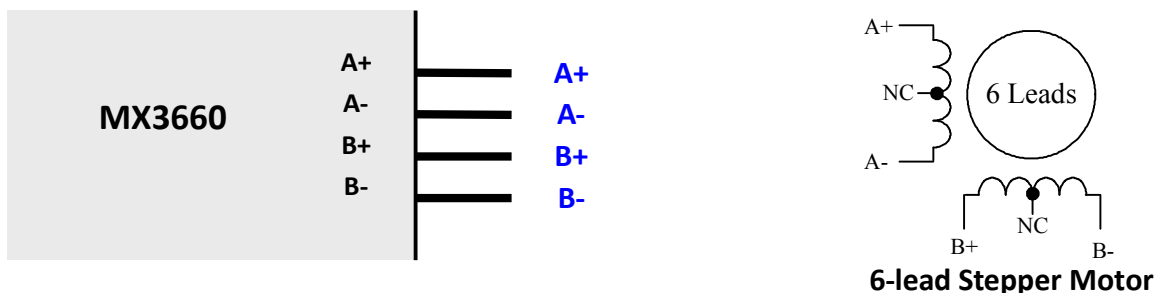 MX3660
A+
A-
B+
B-
A+
A-
B+
B-
A+
NC
A-
6 Leads
B+
NC
B-
6-lead Stepper Motor